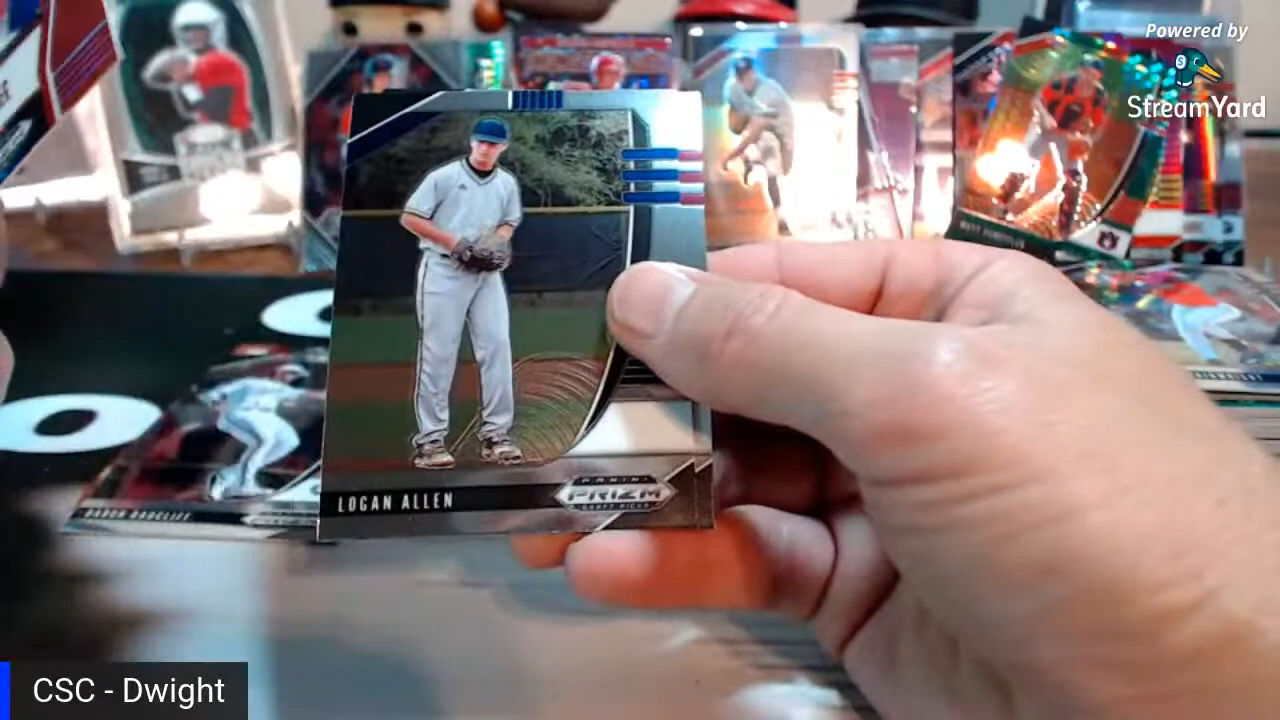 Powered by
StreamYard
LOGAN ALLEN
PANINI
PRIZM
DRAFT PICKS
CSC - Dwight